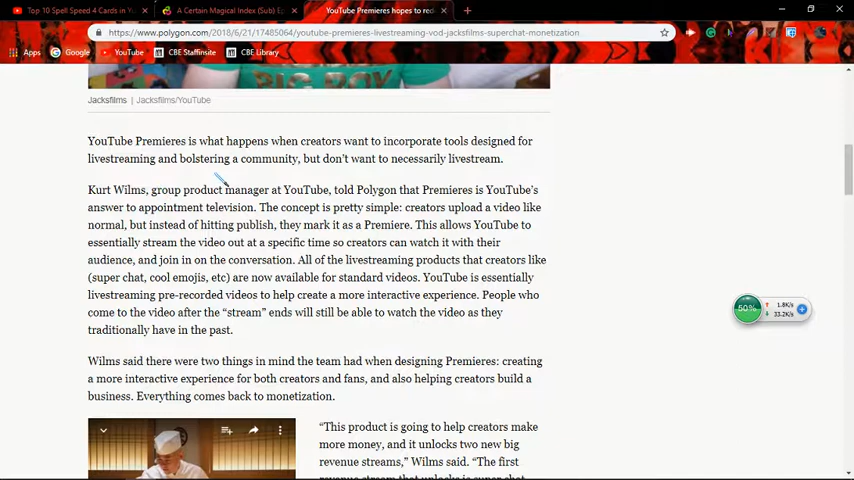 Top 10 Spell Speed 4 Cards in Y
A Certain Magical Index (Sub) E
YouTube Premieres hopes to red
https://www.polygon.com/2018/6/21/17485064/youtube-premieres-livestreaming-vod-jacksfilms-superchat-monetization
Apps Google YouTube CBE Staffinsite CBE Library
BIG BOY
Jacksfilms | Jacksfilms/YouTube
YouTube Premieres is what happens when creators want to incorporate tools designed for
livestreaming and bolstering a community, but don't want to necessarily livestream.
Kurt Wilms, group product manager at YouTube, told Polygon that Premieres is YouTube's
answer to appointment television. The concept is pretty simple: creators upload a video like
normal, but instead of hitting publish, they mark it as a Premiere. This allows YouTube to
essentially stream the video out at a specific time so creators can watch it with their
audience, and join in on the conversation. All of the livestreaming products that creators like
(super chat, cool emojis, etc) are now available for standard videos. YouTube is essentially
livestreaming pre-recorded videos to help create a more interactive experience. People who
come to the video after the “stream” ends will still be able to watch the video as they
traditionally have in the past.
50%
1.8K/s
33.2K/s
Wilms said there were two things in mind the team had when designing Premieres: creating
a more interactive experience for both creators and fans, and also helping creators build a
business. Everything comes back to monetization.
“This product is going to help creators make
more money, and it unlocks two new big
revenue streams,” Wilms said. “The first
revenue stream that unlocks is super chat